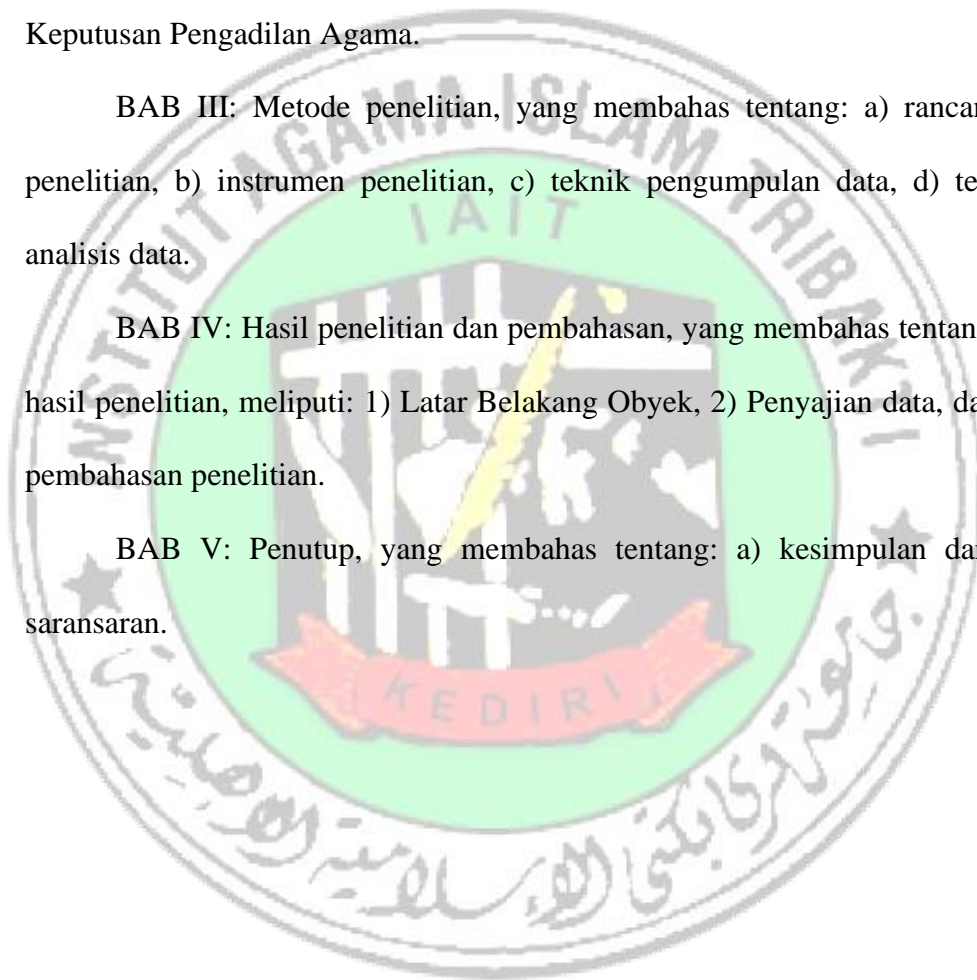 Keputusan Pengadilan Agama.
BAB III: Metode penelitian, yang membahas tentang: a) rancan
penelitian, b) instrumen penelitian, c) teknik pengumpulan data, d) te
analisis data.
BAB IV: Hasil penelitian dan pembahasan, yang membahas tentan
hasil penelitian, meliputi: 1) Latar Belakang Obyek, 2) Penyajian data, da
pembahasan penelitian.
BAB V: Penutup, yang membahas tentang: a) kesimpulan dan
saransaran.
INSTITUT AGAMA ISLAM TRIBAKTI
IAIT
KEDIRI